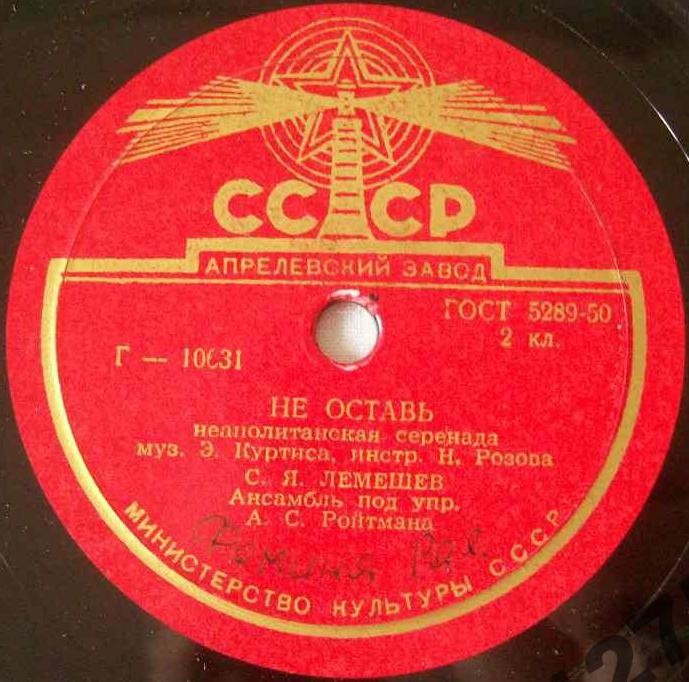 СССР
АПРЕЛЕВСКИЙ ЗАВОД
ГОСТ 5289-50
2 кл.
Г — 10631
НЕ ОСТАВЬ
неаполитанская серенада
муз. Э. Куртиса, инстр. Н. Розова
С. Я. ЛЕМЕШЕВ
Ансамбль под упр.
А. С. Ройтмана
МИНИСТЕРСТВО КУЛЬТУРЫ СССР